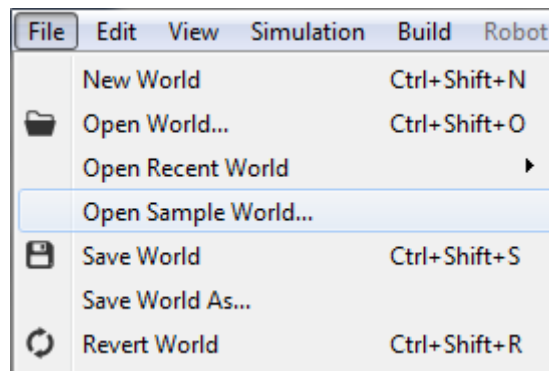 File Edit View Simulation Build Robot
New World Ctrl+Shift+N
Open World... Ctrl+Shift+O
Open Recent World
Open Sample World...
Save World Ctrl+Shift+S
Save World As...
Revert World Ctrl+Shift+R